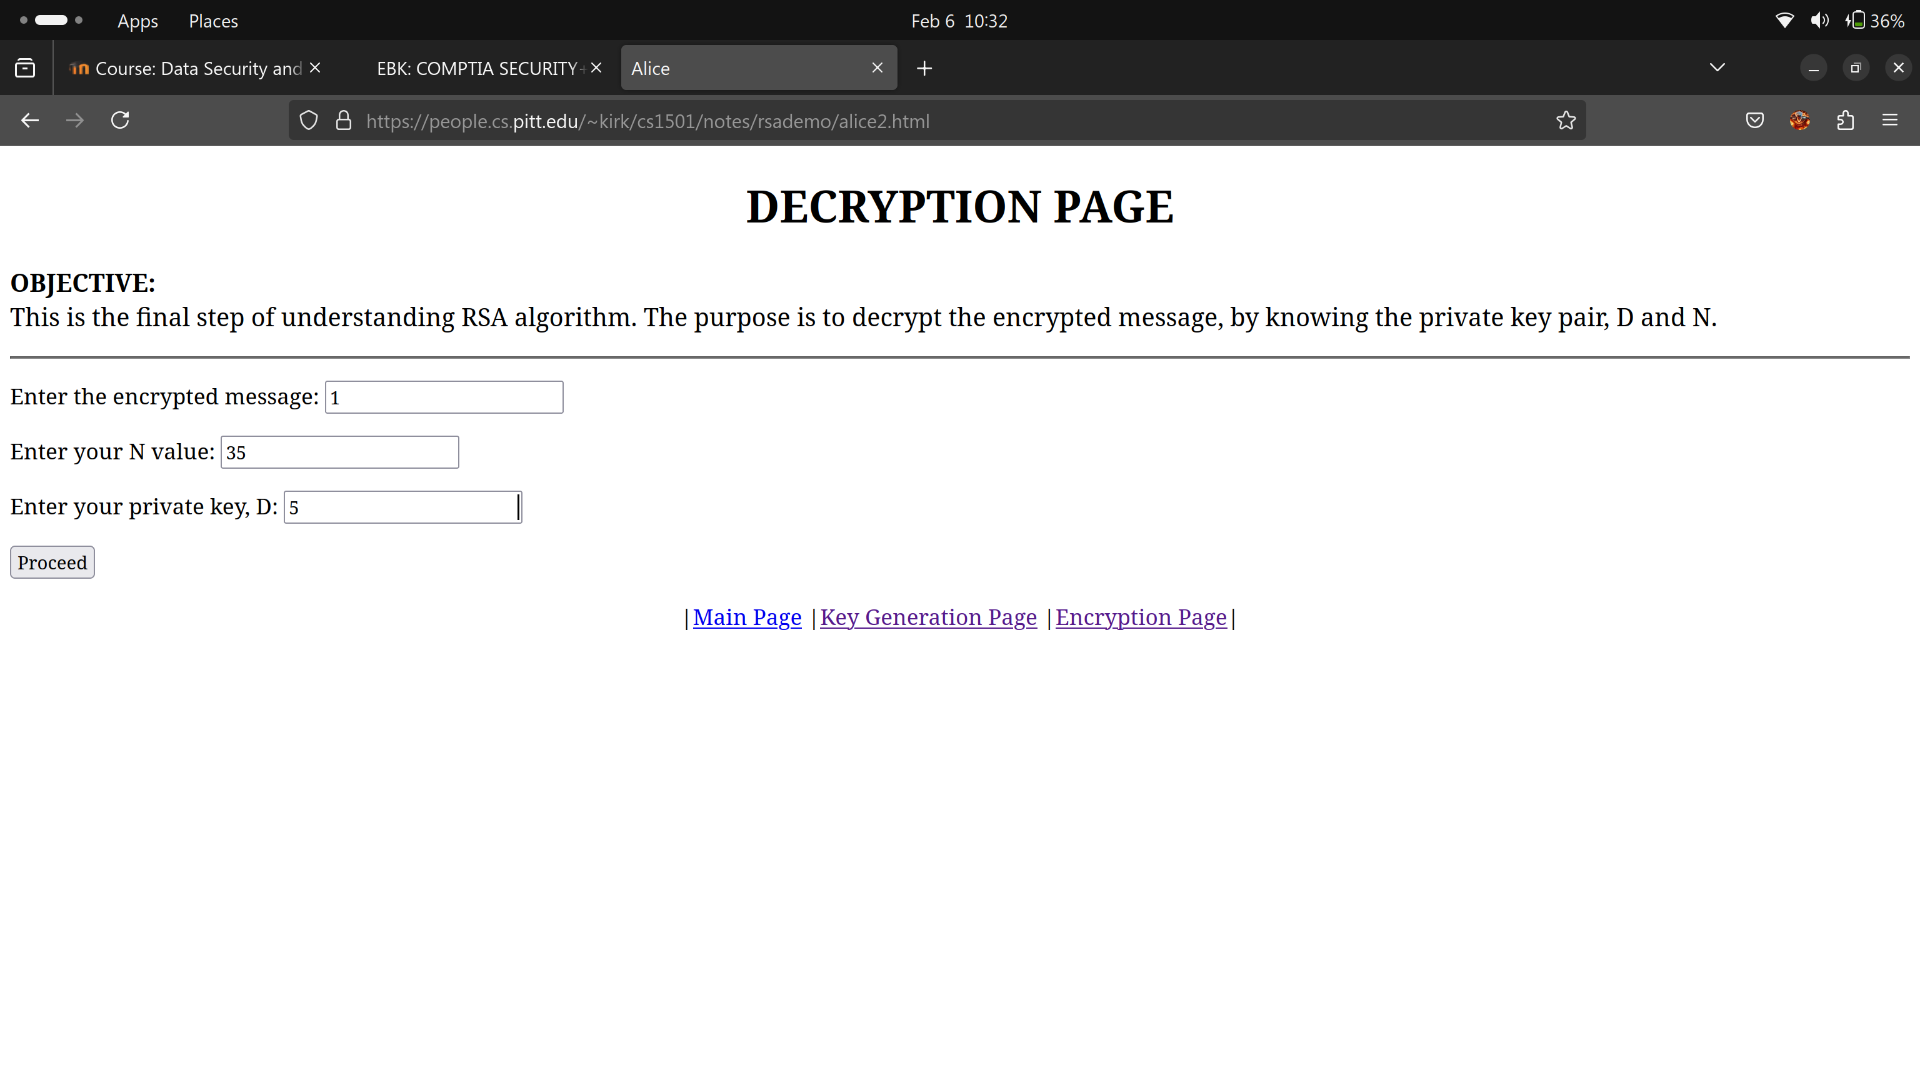 Apps Places Feb 6 10:32 36%
Course: Data Security and EBK: COMPTIA SECURITY+ Alice
https://people.cs.pitt.edu/~kirk/cs1501/notes/rsademo/alice2.html
DECRYPTION PAGE
OBJECTIVE:
This is the final step of understanding RSA algorithm. The purpose is to decrypt the encrypted message, by knowing the private key pair, D and N.
Enter the encrypted message: 1
Enter your N value: 35
Enter your private key, D: 5
Proceed
|Main Page |Key Generation Page |Encryption Page|